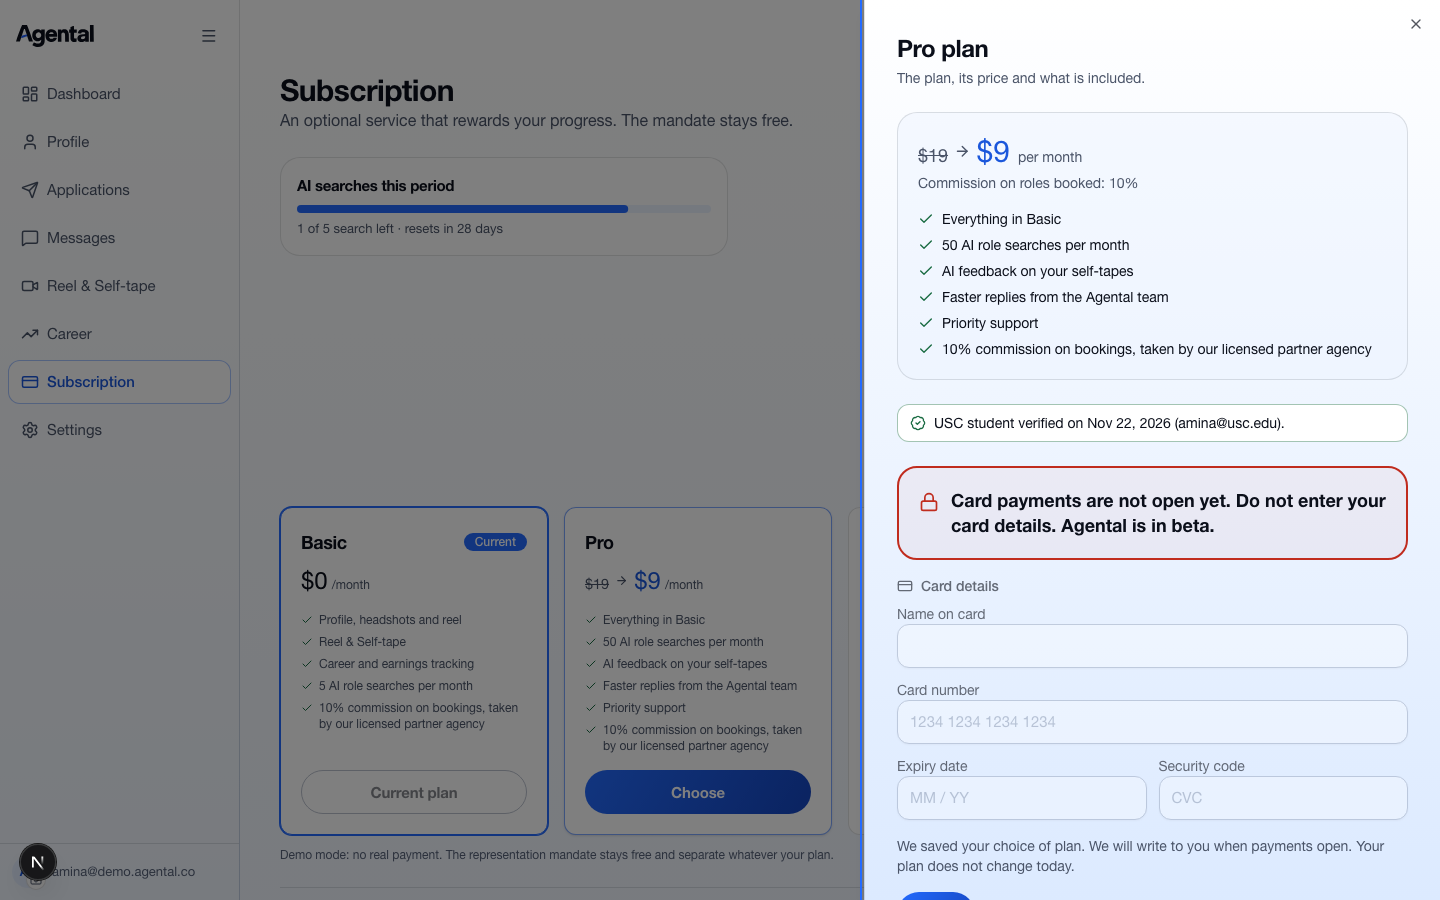 Agental
Dashboard
Profile
Applications
Messages
Reel & Self-tape
Career
Subscription
Settings
N
amina@demo.agental.co
Subscription
An optional service that rewards your progress. The mandate stays free.
AI searches this period
1 of 5 search left · resets in 28 days
Basic
Current
$0 /month
Profile, headshots and reel
Reel & Self-tape
Career and earnings tracking
5 AI role searches per month
10% commission on bookings, taken
by our licensed partner agency
Current plan
Pro
$19 → $9 /month
Everything in Basic
50 AI role searches per month
AI feedback on your self-tapes
Faster replies from the Agental team
Priority support
10% commission on bookings, taken
by our licensed partner agency
Choose
Demo mode: no real payment. The representation mandate stays free and separate whatever your plan.
Pro plan
The plan, its price and what is included.
$19 → $9 per month
Commission on roles booked: 10%
Everything in Basic
50 AI role searches per month
AI feedback on your self-tapes
Faster replies from the Agental team
Priority support
10% commission on bookings, taken by our licensed partner agency
USC student verified on Nov 22, 2026 (amina@usc.edu).
Card payments are not open yet. Do not enter your
card details. Agental is in beta.
Card details
Name on card
Card number
1234 1234 1234 1234
Expiry date
Security code
MM / YY
CVC
We saved your choice of plan. We will write to you when payments open. Your
plan does not change today.